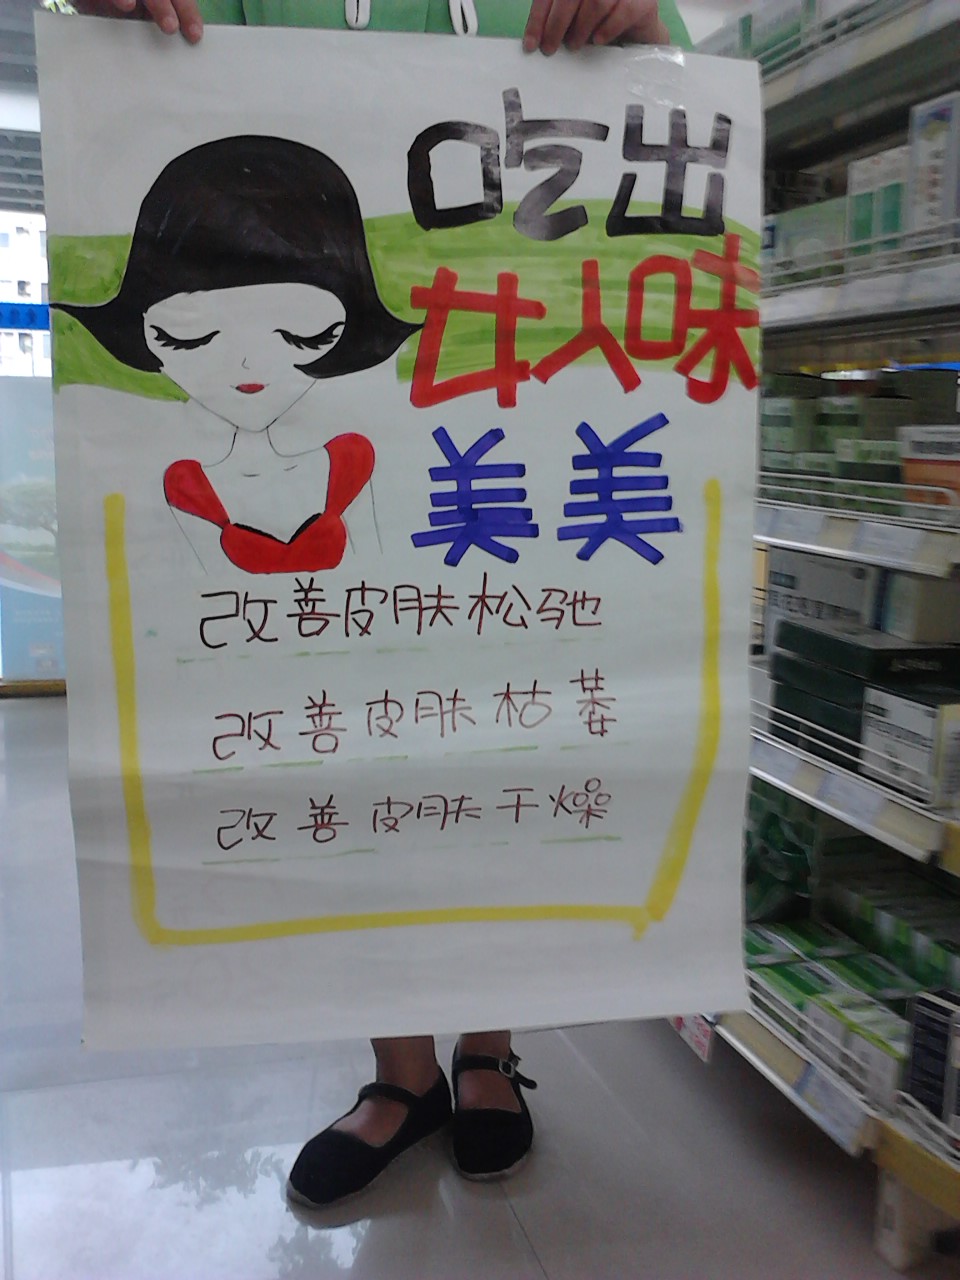 吃出
女人味
美美
改善皮肤松驰
改善皮肤枯萎
改善皮肤干燥